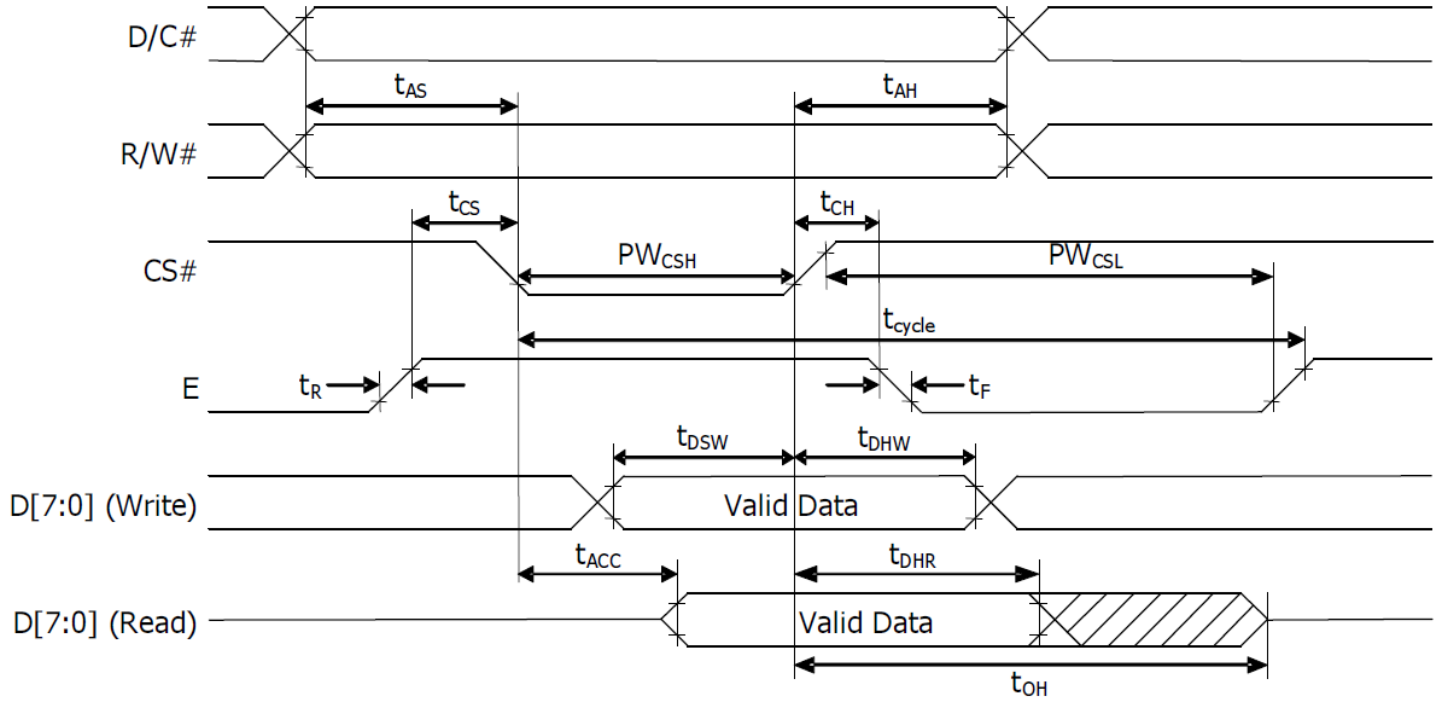 D/C#
tAS
tAH
R/W#
tCS
tCH
CS#
PWCSH
PWCSL
tcycle
E
tR
tF
tDSW
tDHW
D[7:0] (Write)
Valid Data
tACC
tDHR
D[7:0] (Read)
Valid Data
tOH